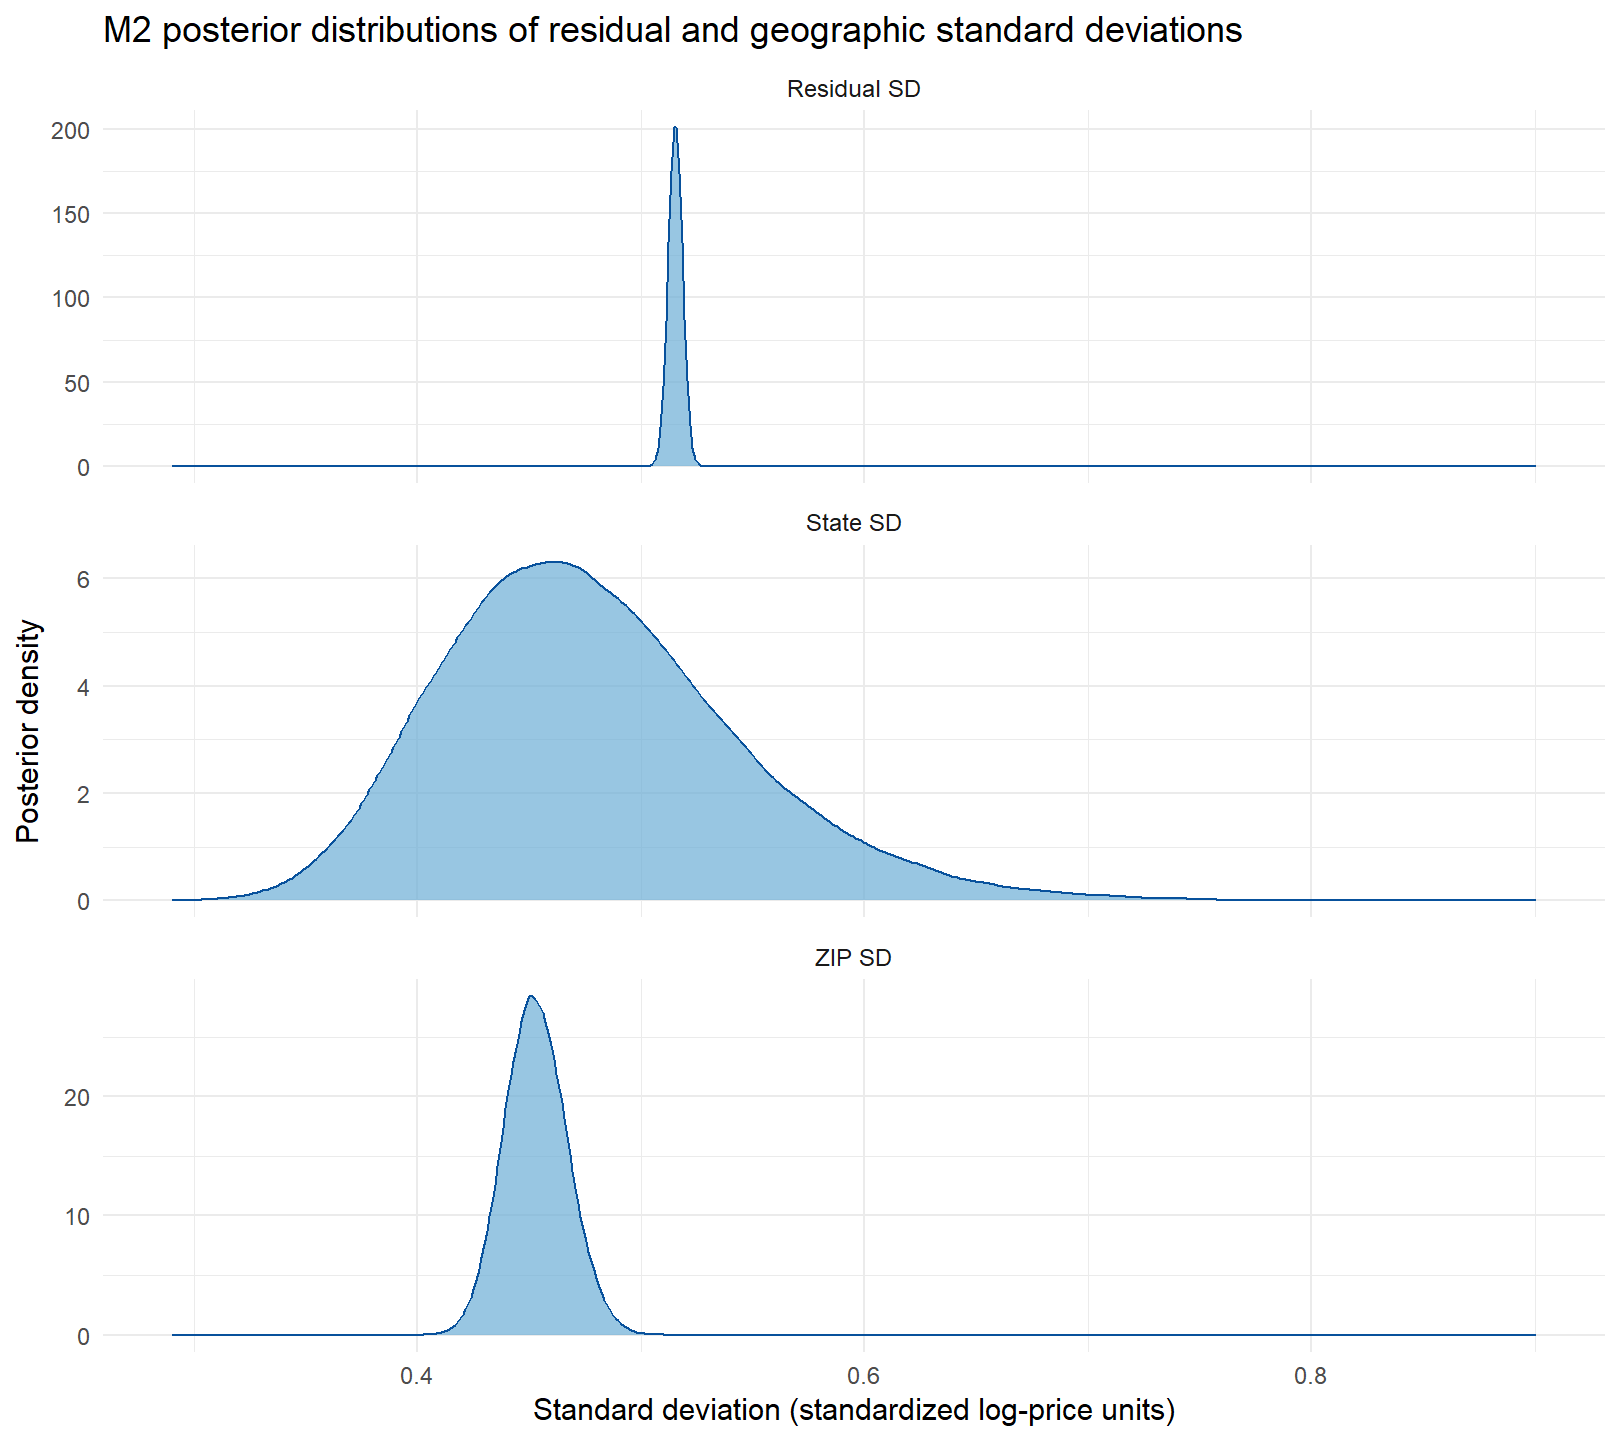 M2 posterior distributions of residual and geographic standard deviations
Residual SD
200
150
100
50
0
State SD
6
4
2
0
Posterior density
ZIP SD
20
10
0
0.4 0.6 0.8
Standard deviation (standardized log-price units)